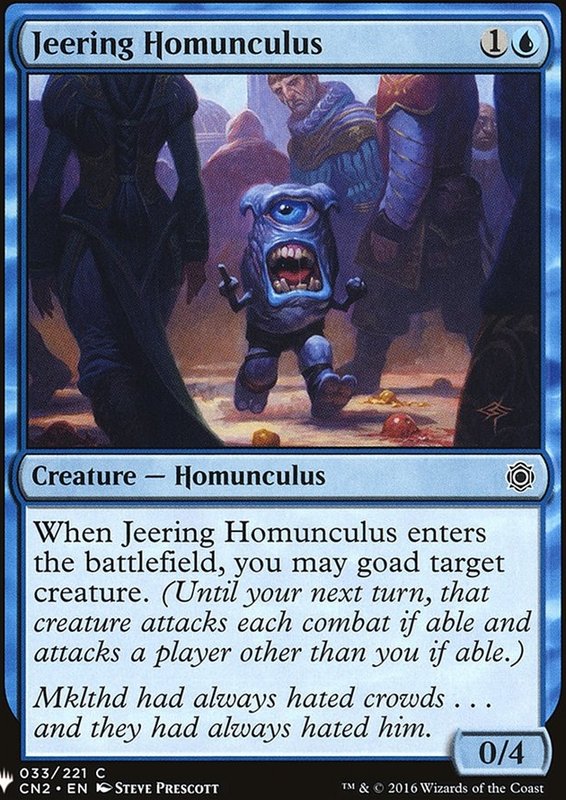 Jeering Homunculus 1
Creature — Homunculus
When Jeering Homunculus enters
the battlefield, you may goad target
creature. (Until your next turn, that
creature attacks each combat if able and
attacks a player other than you if able.)
Mklthd had always hated crowds . . .
and they had always hated him.
0/4
033/221 C
CN2 • EN STEVE PRESCOTT
™ & © 2016 Wizards of the Coast